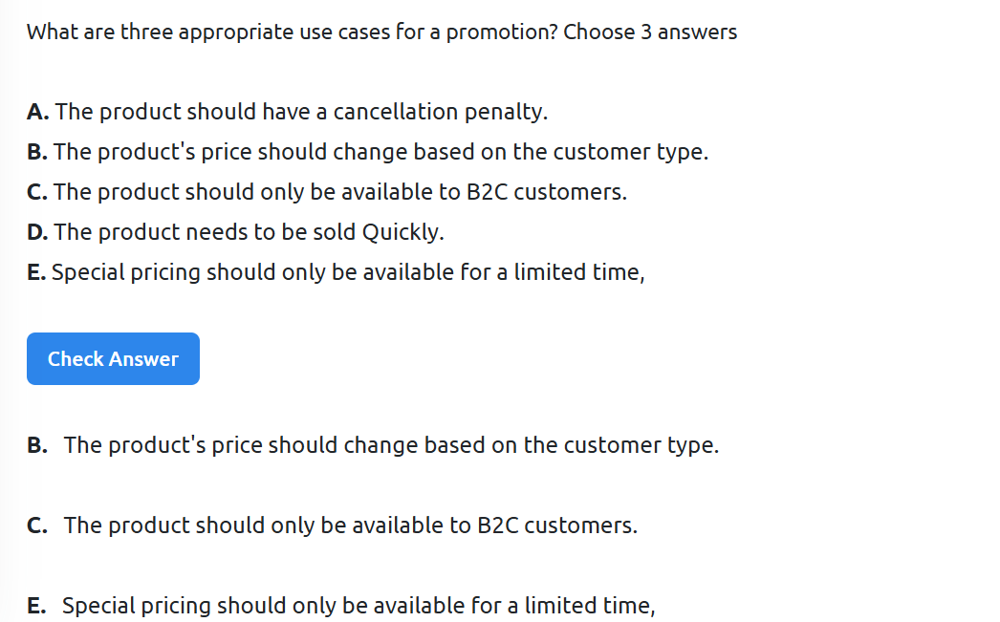 What are three appropriate use cases for a promotion? Choose 3 answers
A. The product should have a cancellation penalty.
B. The product's price should change based on the customer type.
C. The product should only be available to B2C customers.
D. The product needs to be sold Quickly.
E. Special pricing should only be available for a limited time,
Check Answer
B. The product's price should change based on the customer type.
C. The product should only be available to B2C customers.
E. Special pricing should only be available for a limited time,